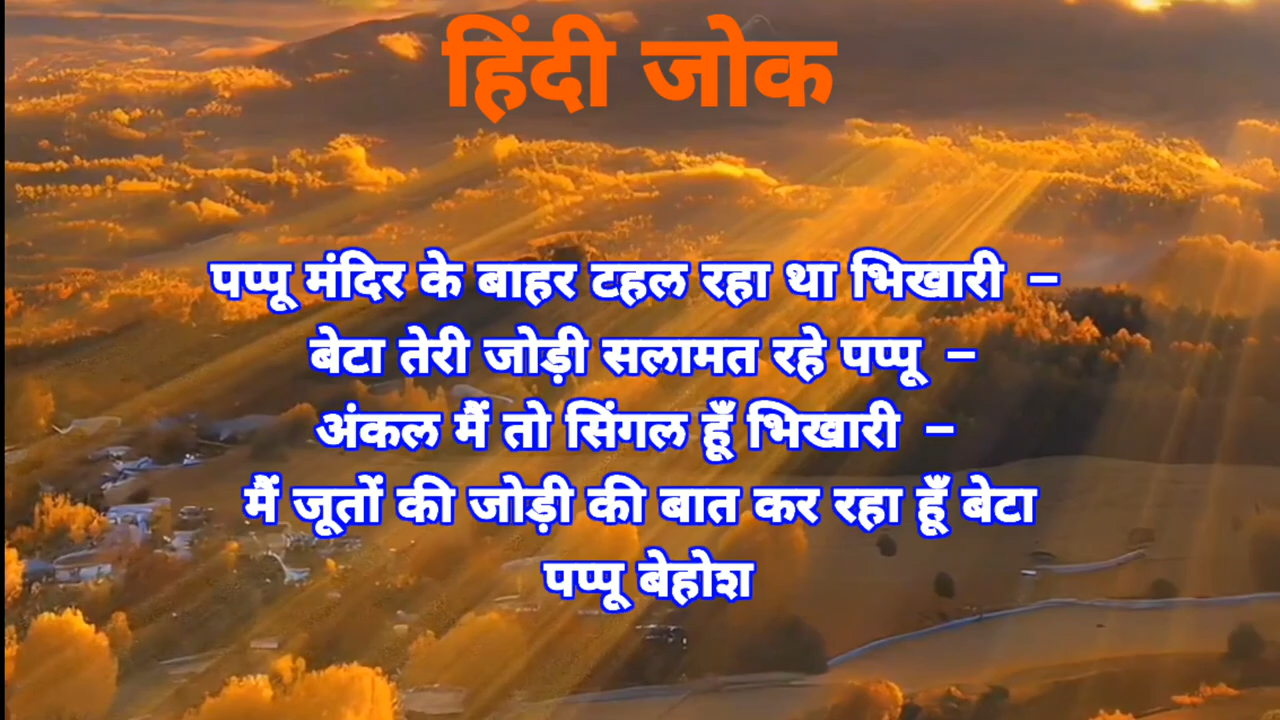 हिंदी जोक
पप्पू मंदिर के बाहर टहल रहा था भिखारी –
बेटा तेरी जोड़ी सलामत रहे पप्पू –
अंकल मैं तो सिंगल हूँ भिखारी –
मैं जूतों की जोड़ी की बात कर रहा हूँ बेटा
पप्पू बेहोश